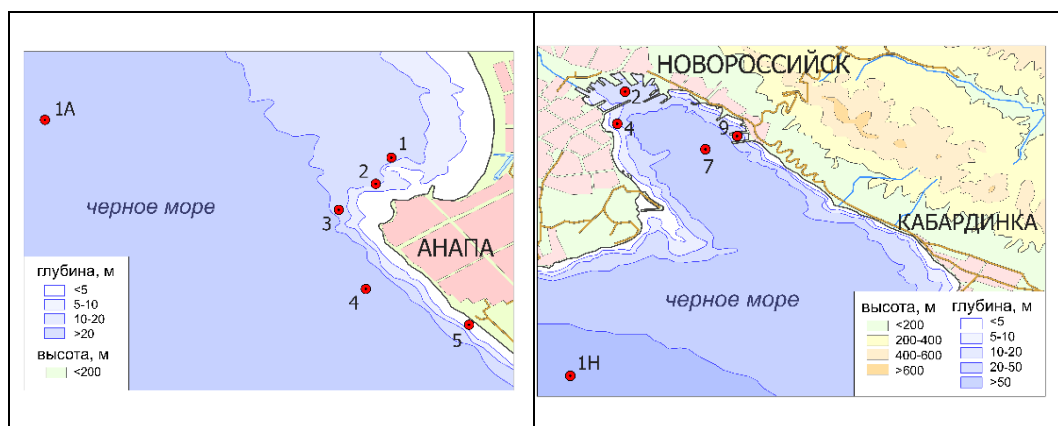 1А
1
2
3
черное море
АНАПА
4
5
глубина, м
<5
5-10
10-20
>20
высота, м
<200
НОВОРОССИЙСК
2
4
9
7
КАБАРДИНКА
черное море
1Н
высота, м
<200
200-400
400-600
>600
глубина, м
<5
5-10
10-20
20-50
>50